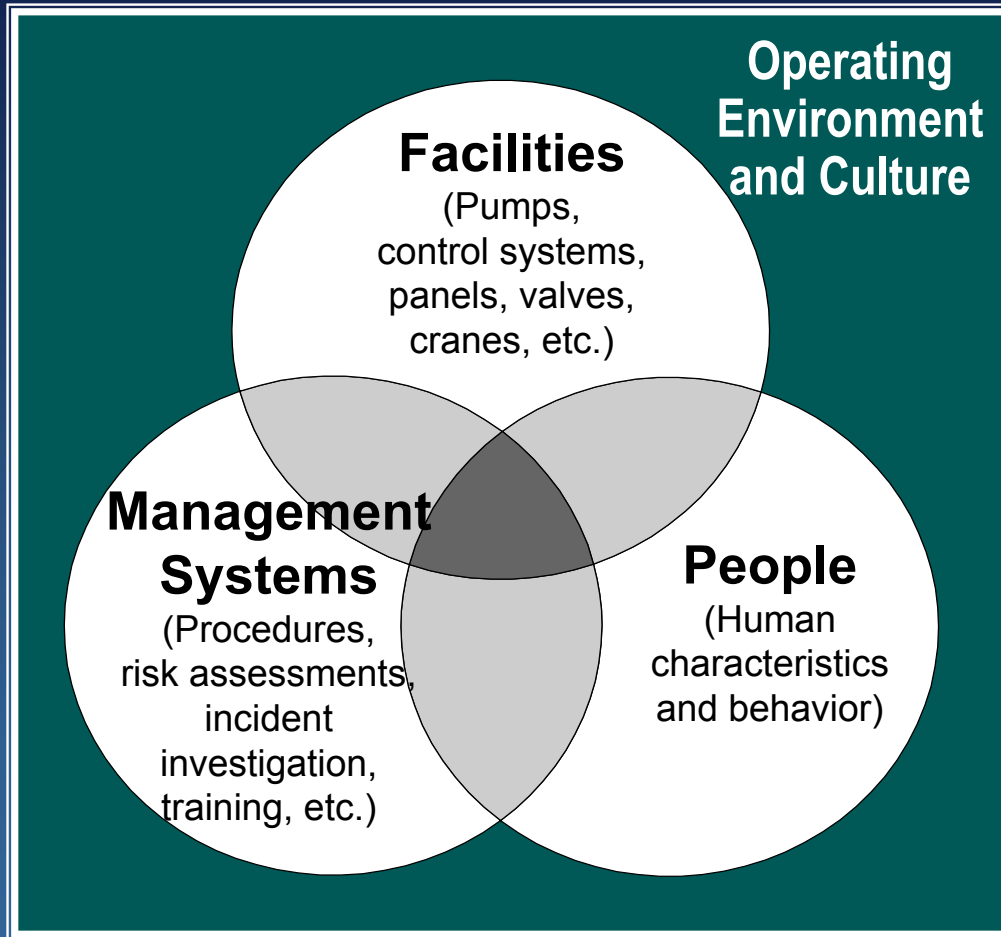 Operating
Environment
and Culture
Facilities
(Pumps,
control systems,
panels, valves,
cranes, etc.)
Management
Systems
(Procedures,
risk assessments,
incident
investigation,
training, etc.)
People
(Human
characteristics
and behavior)